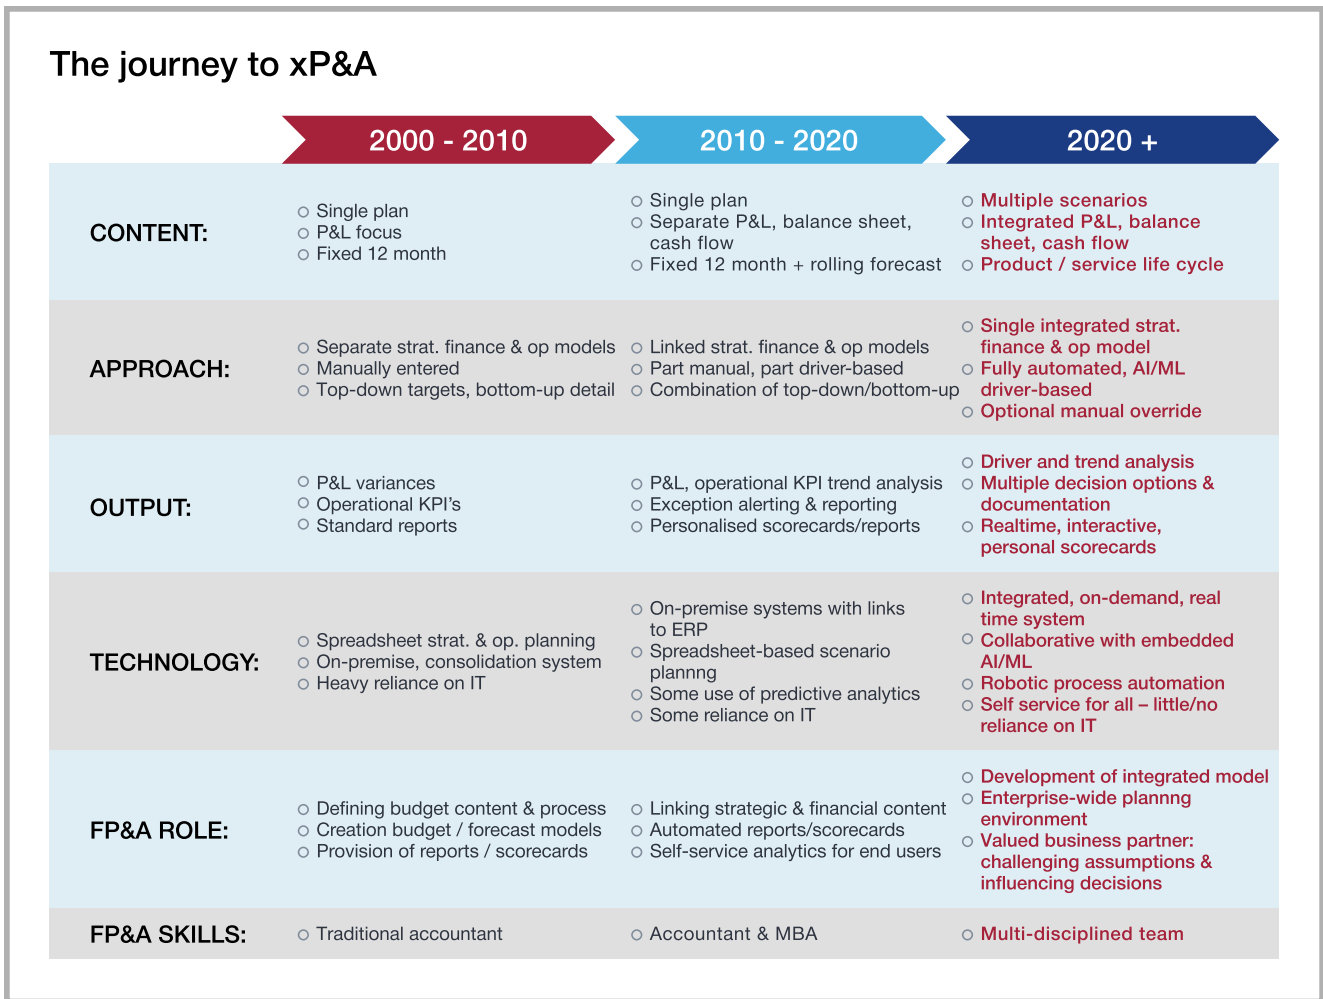 The journey to xP&A
2000 - 2010
2010 - 2020
2020 +
CONTENT:
Single plan
P&L focus
Fixed 12 month
Single plan
Separate P&L, balance sheet,
cash flow
Fixed 12 month + rolling forecast
Multiple scenarios
Integrated P&L, balance
sheet, cash flow
Product / service life cycle
APPROACH:
Separate strat. finance & op models
Manually entered
Top-down targets, bottom-up detail
Linked strat. finance & op models
Part manual, part driver-based
Combination of top-down/bottom-up
Single integrated strat.
finance & op model
Fully automated, AI/ML
driver-based
Optional manual override
OUTPUT:
P&L variances
Operational KPI's
Standard reports
P&L, operational KPI trend analysis
Exception alerting & reporting
Personalised scorecards/reports
Driver and trend analysis
Multiple decision options &
documentation
Realtime, interactive,
personal scorecards
TECHNOLOGY:
Spreadsheet strat. & op. planning
On-premise, consolidation system
Heavy reliance on IT
On-premise systems with links
to ERP
Spreadsheet-based scenario
plannng
Some use of predictive analytics
Some reliance on IT
Integrated, on-demand, real
time system
Collaborative with embedded
AI/ML
Robotic process automation
Self service for all – little/no
reliance on IT
FP&A ROLE:
Defining budget content & process
Creation budget / forecast models
Provision of reports / scorecards
Linking strategic & financial content
Automated reports/scorecards
Self-service analytics for end users
Development of integrated model
Enterprise-wide plannng
environment
Valued business partner:
challenging assumptions &
influencing decisions
FP&A SKILLS:
Traditional accountant
Accountant & MBA
Multi-disciplined team